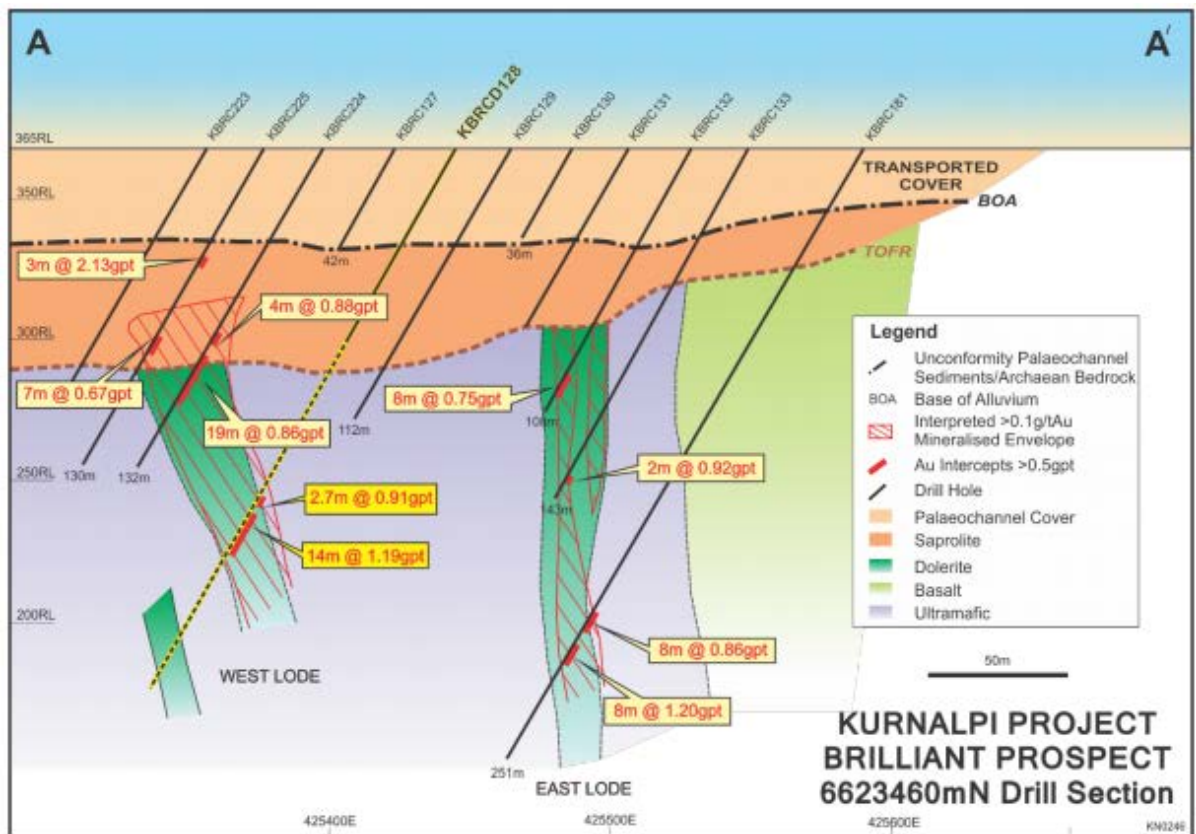 A
A'
KBRC223
KBRC225
KBRC224
KBRC127
KBRCD128
KBRC129
KBRC130
KBRC131
KBRC132
KBRC133
KBRC181
365RL
TRANSPORTED
COVER
350RL
BOA
42m
36m
TOFR
3m @ 2.13gpt
4m @ 0.88gpt
300RL
7m @ 0.67gpt
8m @ 0.75gpt
19m @ 0.86gpt
112m
108m
130m
132m
250RL
2m @ 0.92gpt
2.7m @ 0.91gpt
143m
14m @ 1.19gpt
200RL
8m @ 0.86gpt
WEST LODE
8m @ 1.20gpt
251m
EAST LODE
Legend
Unconformity Palaeochannel
Sediments/Archaean Bedrock
BOA Base of Alluvium
Interpreted >0.1g/tAu
Mineralised Envelope
Au Intercepts >0.5gpt
Drill Hole
Palaeochannel Cover
Saprolite
Dolerite
Basalt
Ultramafic
50m
KURNALPI PROJECT
BRILLIANT PROSPECT
6623460mN Drill Section
425400E
425500E
425600E
KN0246